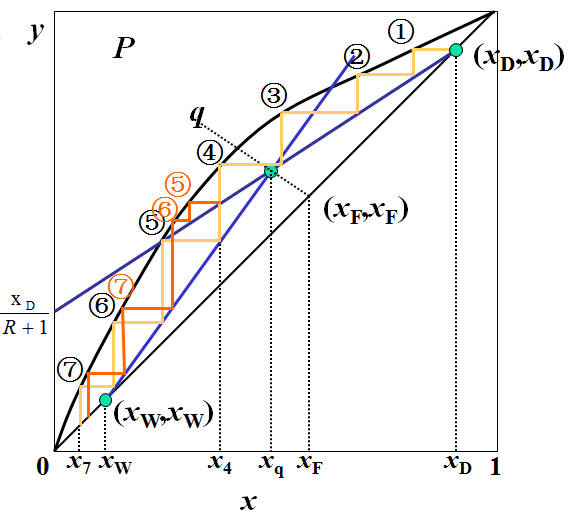 y
P
①
②
(x_D,x_D)
③
q
④
⑤
⑥
⑤
(x_F,x_F)
⑦
x_D
R + 1
⑥
⑦
(x_W,x_W)
0
x_7
x_W
x_4
x_q
x_F
x_D
1
x